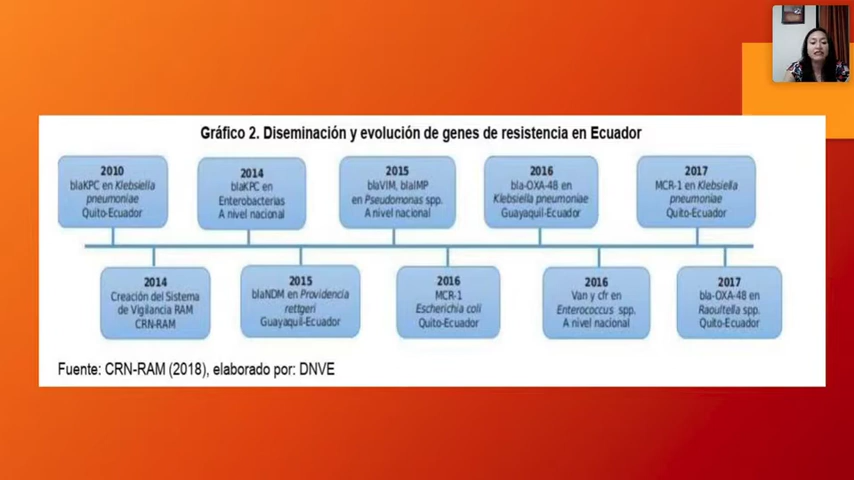 Gráfico 2. Diseminación y evolución de genes de resistencia en Ecuador
2010
blaKPC en Klebsiella
pneumoniae
Quito-Ecuador
2014
blaKPC en
Enterobacterias
A nivel nacional
2015
blaVIM, blaIMP
en Pseudomonas spp.
A nivel nacional
2016
bla-OXA-48 en
Klebsiella pneumoniae
Guayaquil-Ecuador
2017
MCR-1 en Klebsiella
pneumoniae
Quito-Ecuador
2014
Creación del Sistema
de Vigilancia RAM
CRN-RAM
2015
blaNDM en Providencia
rettgeri
Guayaquil-Ecuador
2016
MCR-1
Escherichia coli
Quito-Ecuador
2016
Van y cfr en
Enterococcus spp.
A nivel nacional
2017
bla-OXA-48 en
Raoultella spp.
Quito-Ecuador
Fuente: CRN-RAM (2018), elaborado por: DNVE